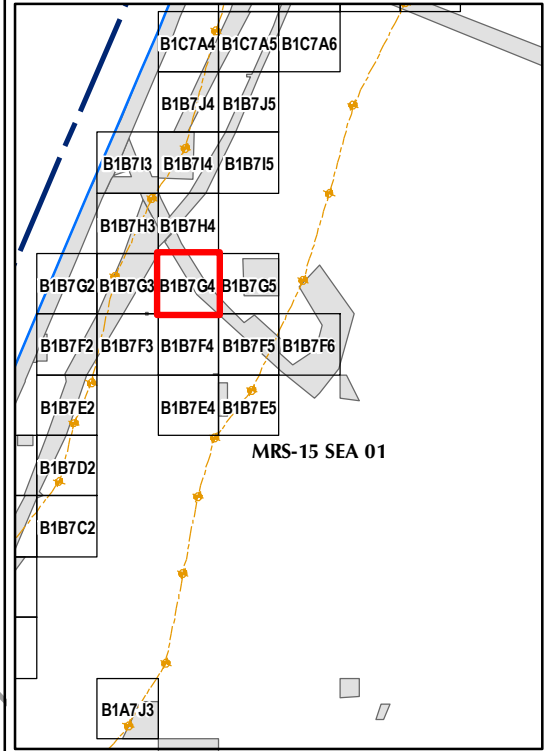 B1C7A4 B1C7A5 B1C7A6
B1B7J4 B1B7J5
B1B7I3 B1B7I4 B1B7I5
B1B7H3 B1B7H4
B1B7G2 B1B7G3 B1B7G4 B1B7G5
B1B7F2 B1B7F3 B1B7F4 B1B7F5 B1B7F6
B1B7E2 B1B7E4 B1B7E5
MRS-15 SEA 01
B1B7D2
B1B7C2
B1A7J3